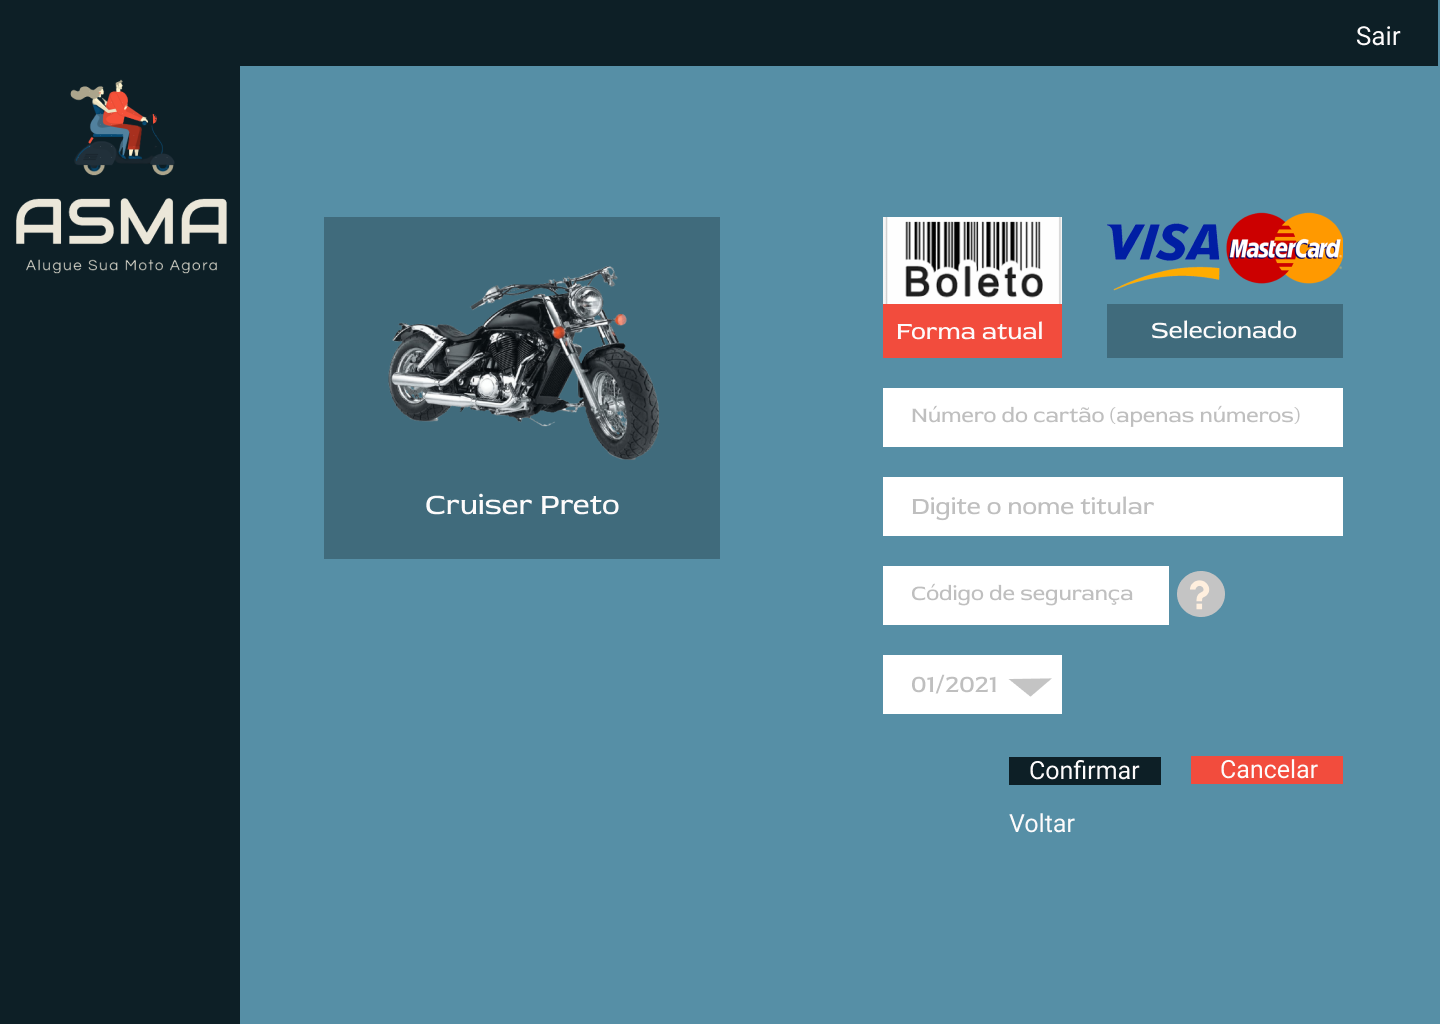 Sair
ASMA
Alugue Sua Moto Agora
Cruiser Preto
Boleto
Forma atual
VISA
MasterCard
Selecionado
Número do cartão (apenas números)
Digite o nome titular
Código de segurança
?
01/2021
Confirmar
Cancelar
Voltar